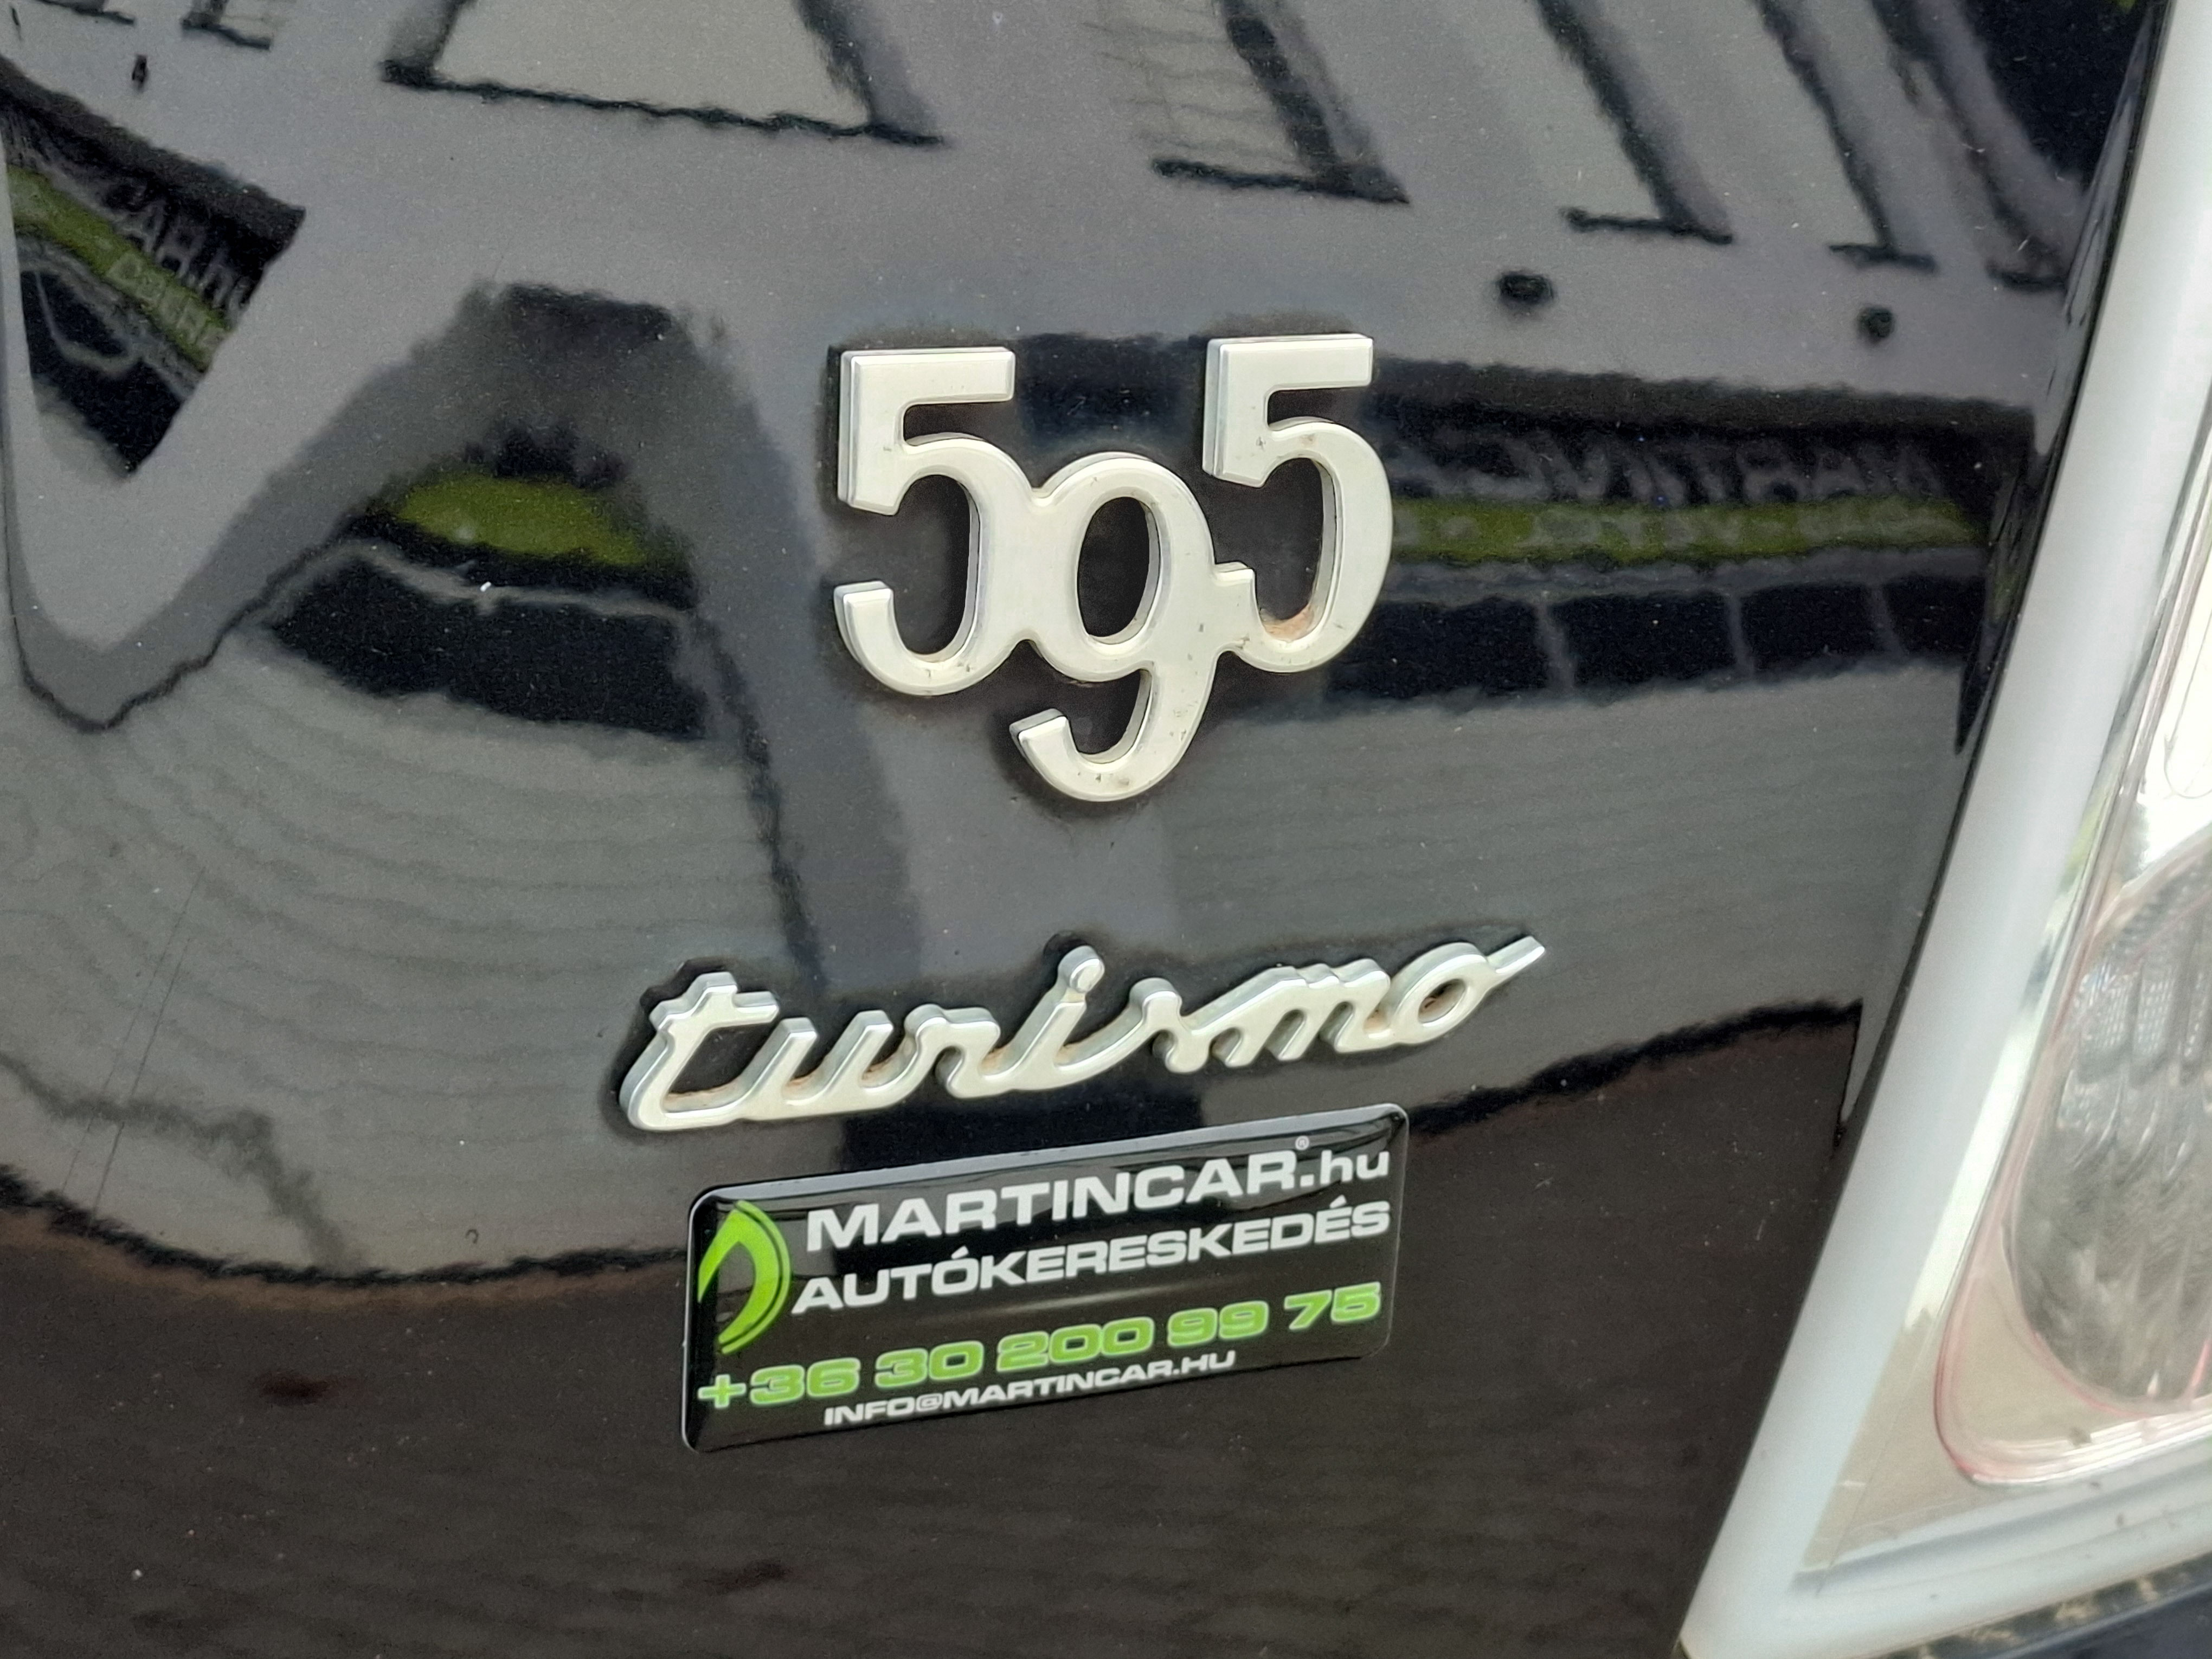 595
turismo
MARTINCAR®.hu
AUTÓKERESKEDÉS
+36 30 200 99 75
INFO@MARTINCAR.HU